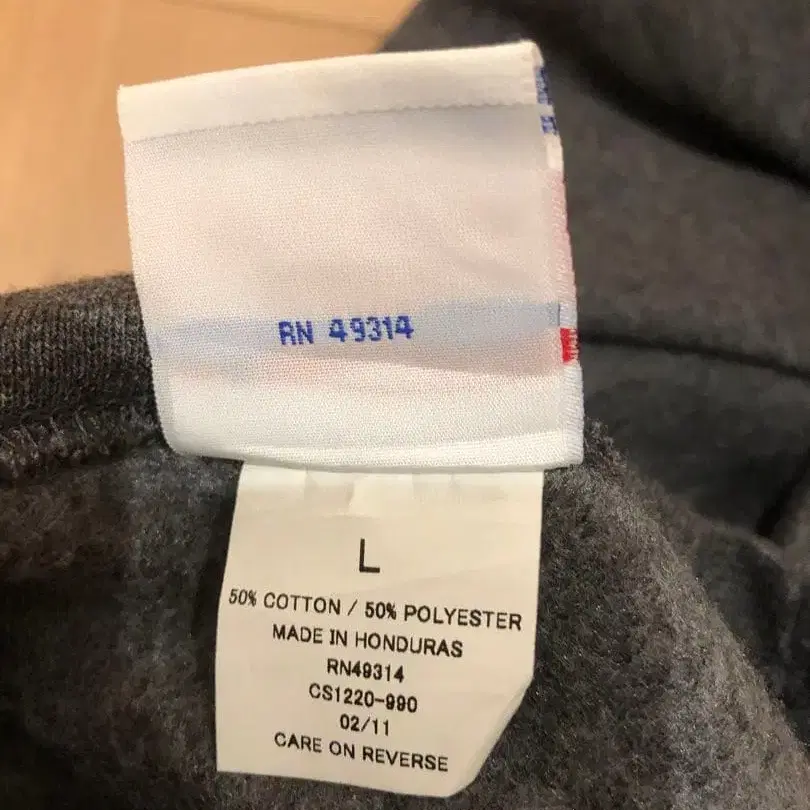 RN 49314
L
50% COTTON / 50% POLYESTER
MADE IN HONDURAS
RN49314
CS1220-990
02/11
CARE ON REVERSE